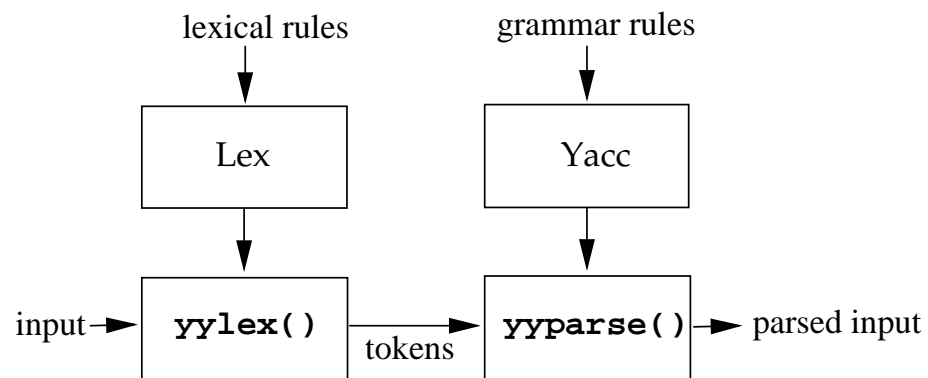 lexical rules
grammar rules
Lex
Yacc
input
yylex()
tokens
yyparse()
parsed input